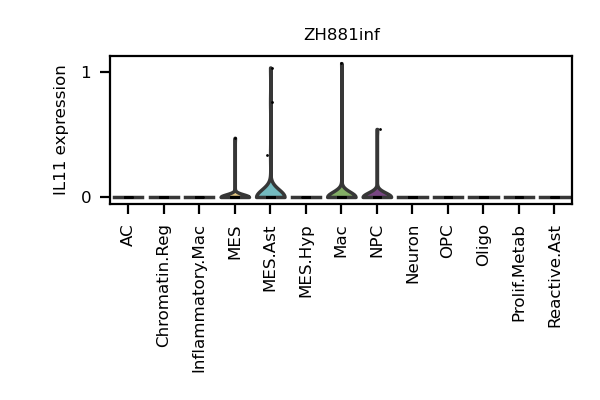 ZH881inf
IL11 expression
1
0
AC
Chromatin.Reg
Inflammatory.Mac
MES
MES.Ast
MES.Hyp
Mac
NPC
Neuron
OPC
Oligo
Prolif.Metab
Reactive.Ast